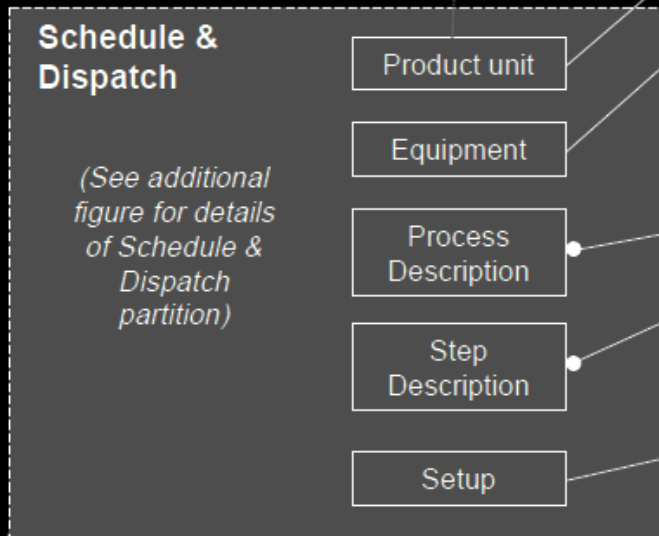 Schedule &
Dispatch
(See additional
figure for details
of Schedule &
Dispatch
partition)
Product unit
Equipment
Process
Description
Step
Description
Setup